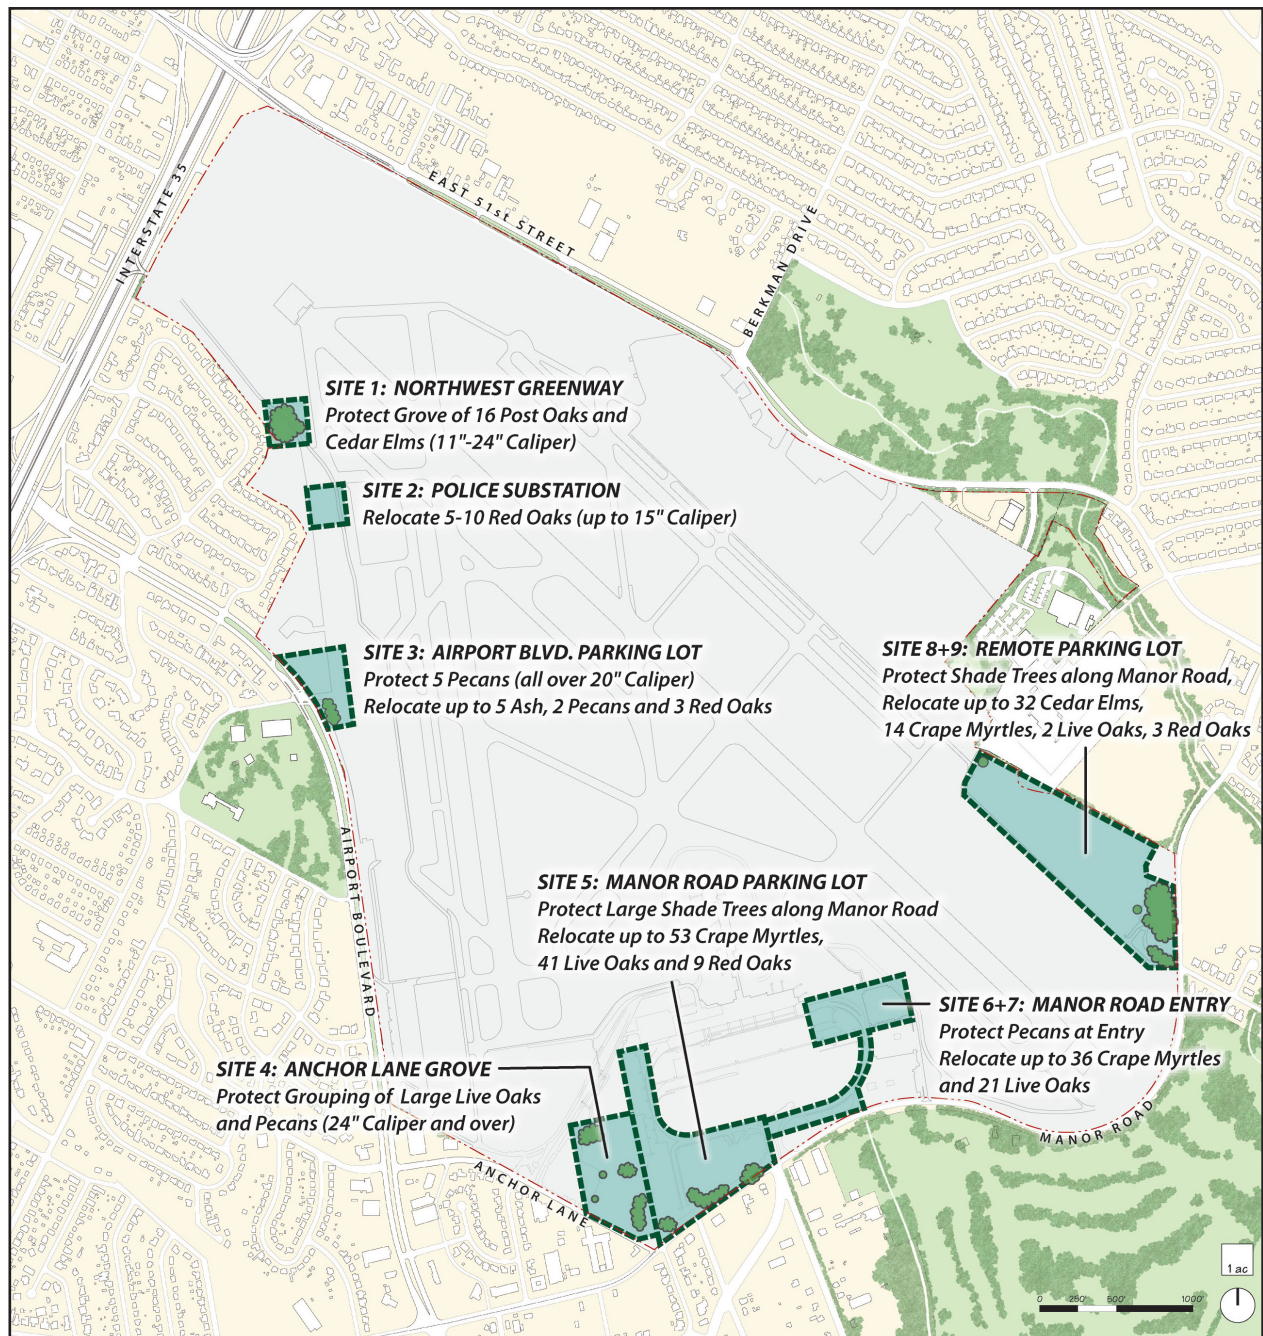 INTERSTATE 35
EAST 51st STREET
BERKMAN DRIVE
SITE 1: NORTHWEST GREENWAY
Protect Grove of 16 Post Oaks and
Cedar Elms (11"-24" Caliper)
SITE 2: POLICE SUBSTATION
Relocate 5-10 Red Oaks (up to 15" Caliper)
SITE 3: AIRPORT BLVD. PARKING LOT
Protect 5 Pecans (all over 20" Caliper)
Relocate up to 5 Ash, 2 Pecans and 3 Red Oaks
SITE 8+9: REMOTE PARKING LOT
Protect Shade Trees along Manor Road,
Relocate up to 32 Cedar Elms,
14 Crape Myrtles, 2 Live Oaks, 3 Red Oaks
AIRPORT BOULEVARD
SITE 5: MANOR ROAD PARKING LOT
Protect Large Shade Trees along Manor Road
Relocate up to 53 Crape Myrtles,
41 Live Oaks and 9 Red Oaks
SITE 6+7: MANOR ROAD ENTRY
Protect Pecans at Entry
Relocate up to 36 Crape Myrtles
and 21 Live Oaks
SITE 4: ANCHOR LANE GROVE
Protect Grouping of Large Live Oaks
and Pecans (24" Caliper and over)
MANOR ROAD
ANCHOR LANE
1 ac
0 250' 500' 1000'